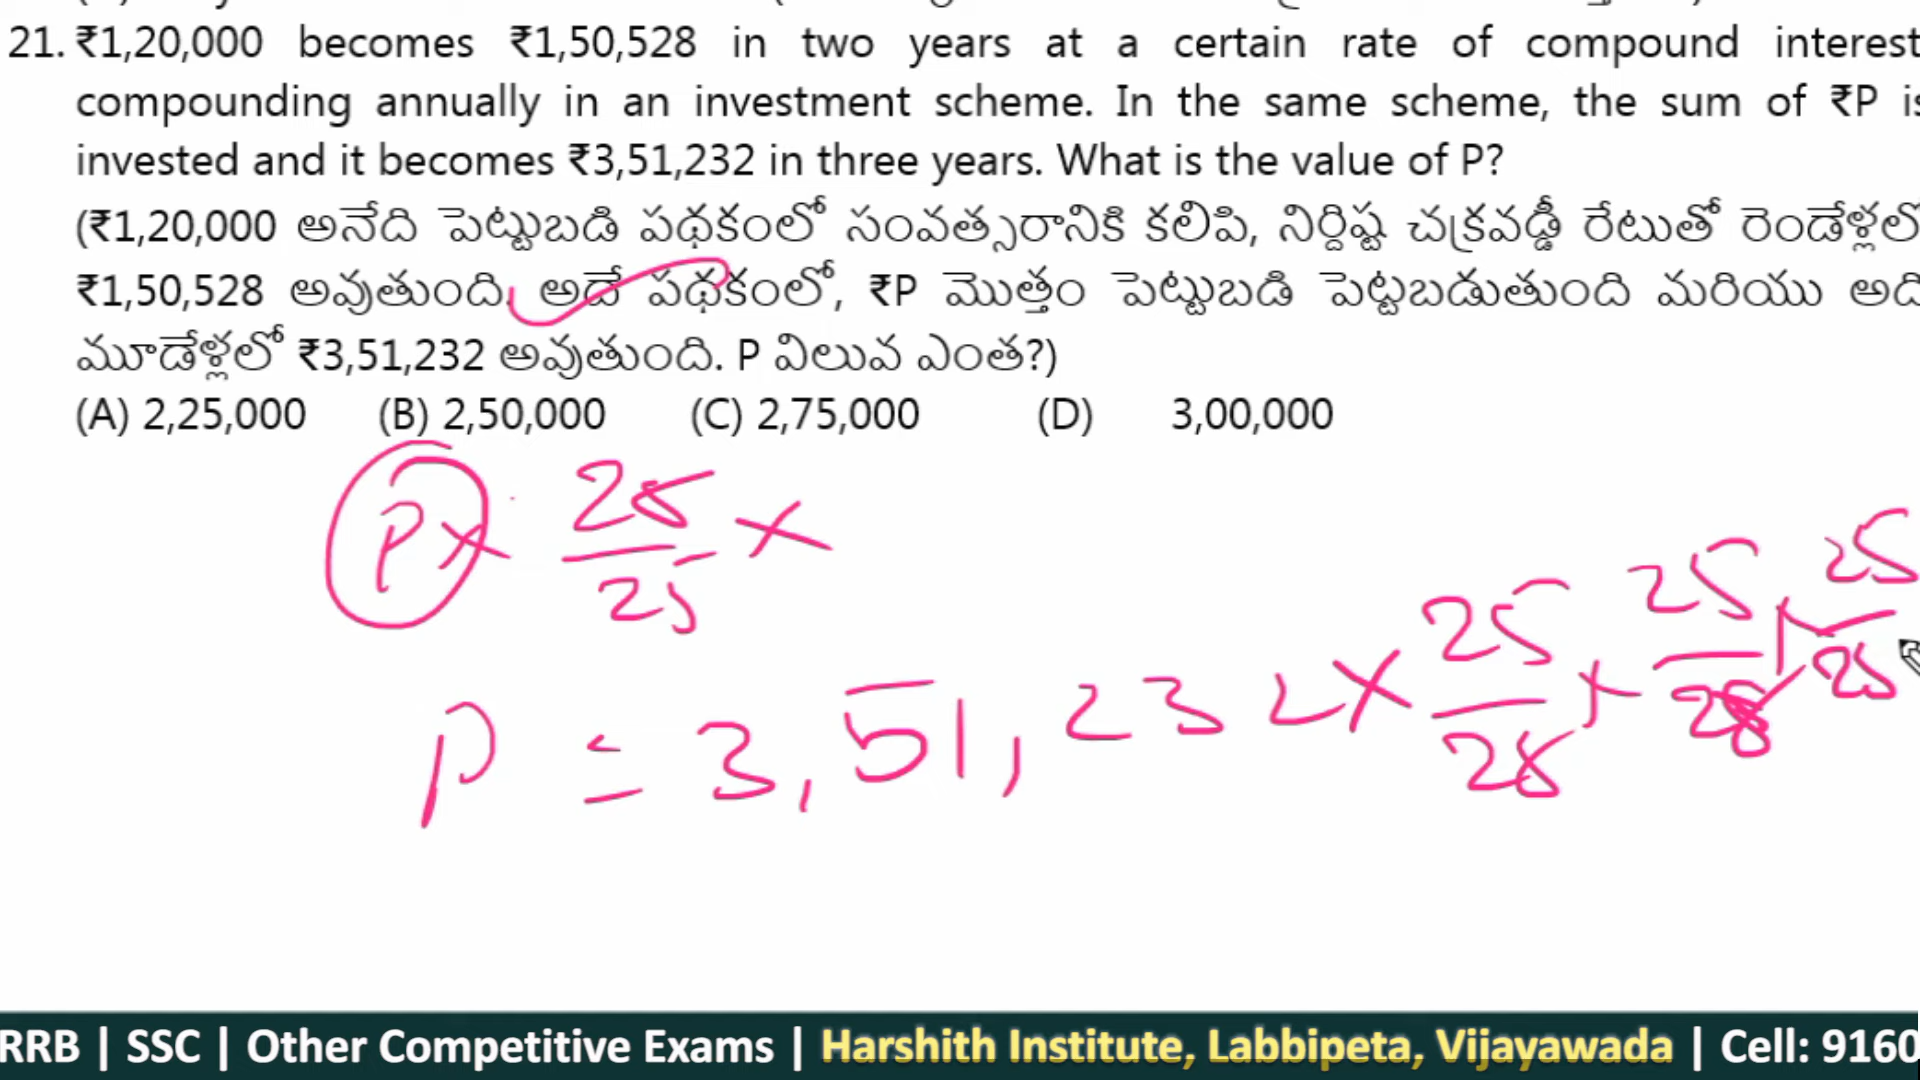 21. ₹1,20,000 becomes ₹1,50,528 in two years at a certain rate of compound interest
compounding annually in an investment scheme. In the same scheme, the sum of ₹P is
invested and it becomes ₹3,51,232 in three years. What is the value of P?
(₹1,20,000 అనేది పెట్టుబడి పథకంలో సంవత్సరానికి కలిపి, నిర్దిష్ట చక్రవడ్డీ రేటుతో రెండేళ్లలో
₹1,50,528 అవుతుంది. అదే పథకంలో, ₹P మొత్తం పెట్టుబడి పెట్టబడుతుంది మరియు అది
మూడేళ్లలో ₹3,51,232 అవుతుంది. P విలువ ఎంత?)
(A) 2,25,000 (B) 2,50,000 (C) 2,75,000 (D) 3,00,000
P × 28/25 ×
P = 3,51,232 × 25/28 × 25/28 × 25/28
RRB | SSC | Other Competitive Exams | Harshith Institute, Labbipeta, Vijayawada | Cell: 9160